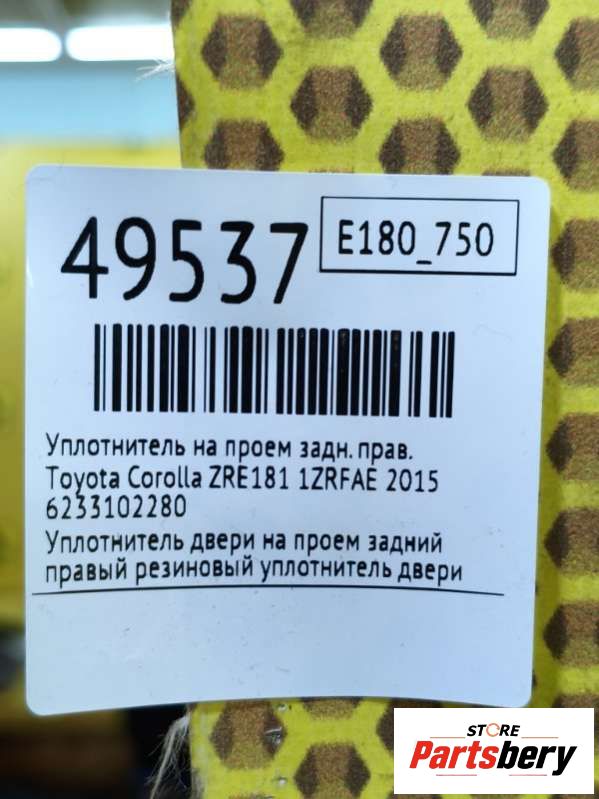 49537
E180_750
Уплотнитель на проем задн. прав.
Toyota Corolla ZRE181 1ZRFAE 2015
6233102280
Уплотнитель двери на проем задний
правый резиновый уплотнитель двери
STORE
Partsbery